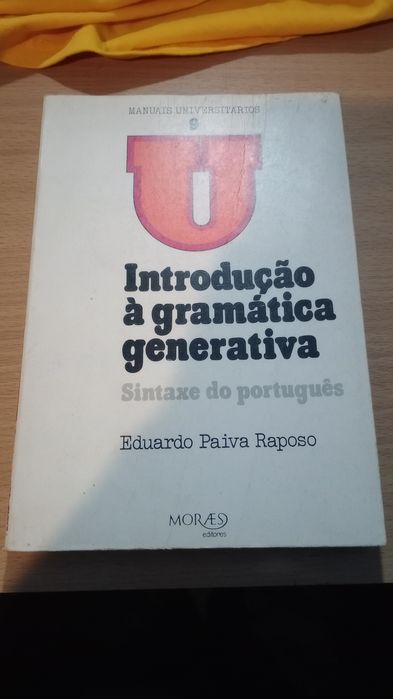 MANUAIS UNIVERSITÁRIOS
9
U
Introdução
à gramática
generativa
Sintaxe do português
Eduardo Paiva Raposo
MORÆS
editores